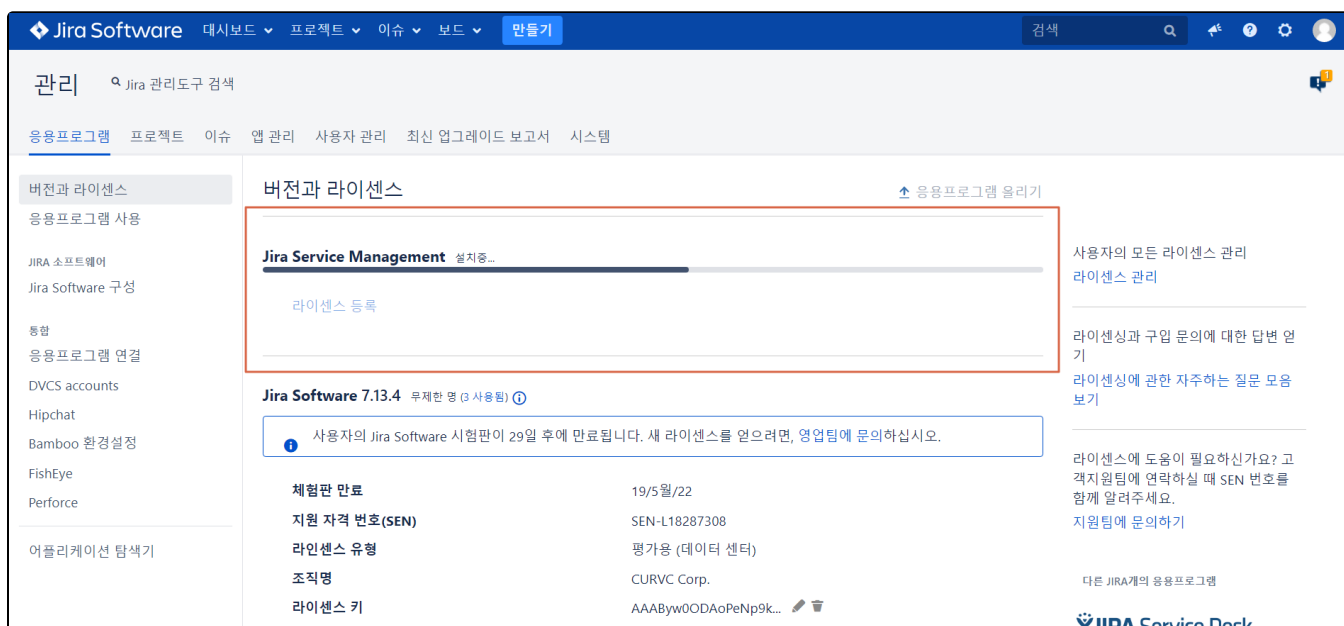 Jira Software 대시보드 프로젝트 이슈 보드 만들기 검색
관리 Jira 관리도구 검색
1
응용프로그램 프로젝트 이슈 앱 관리 사용자 관리 최신 업그레이드 보고서 시스템
버전과 라이센스
응용프로그램 사용
JIRA 소프트웨어
Jira Software 구성
통합
응용프로그램 연결
DVCS accounts
Hipchat
Bamboo 환경설정
FishEye
Perforce
어플리케이션 탐색기
버전과 라이센스 응용프로그램 올리기
Jira Service Management 설치중...
라이센스 등록
Jira Software 7.13.4 무제한 명 (3 사용됨)
사용자의 Jira Software 시험판이 29일 후에 만료됩니다. 새 라이센스를 얻으려면, 영업팀에 문의하십시오.
체험판 만료 19/5월/22
지원 자격 번호(SEN) SEN-L18287308
라인센스 유형 평가용 (데이터 센터)
조직명 CURVC Corp.
라이센스 키 AAAByw0ODAoPeNp9k...
사용자의 모든 라이센스 관리
라이센스 관리
라이센싱과 구입 문의에 대한 답변 얻
기
라이센싱에 관한 자주하는 질문 모음
보기
라이센스에 도움이 필요하신가요? 고
객지원팀에 연락하실 때 SEN 번호를
함께 알려주세요.
지원팀에 문의하기
다른 JIRA개의 응용프로그램
JIRA Service Desk